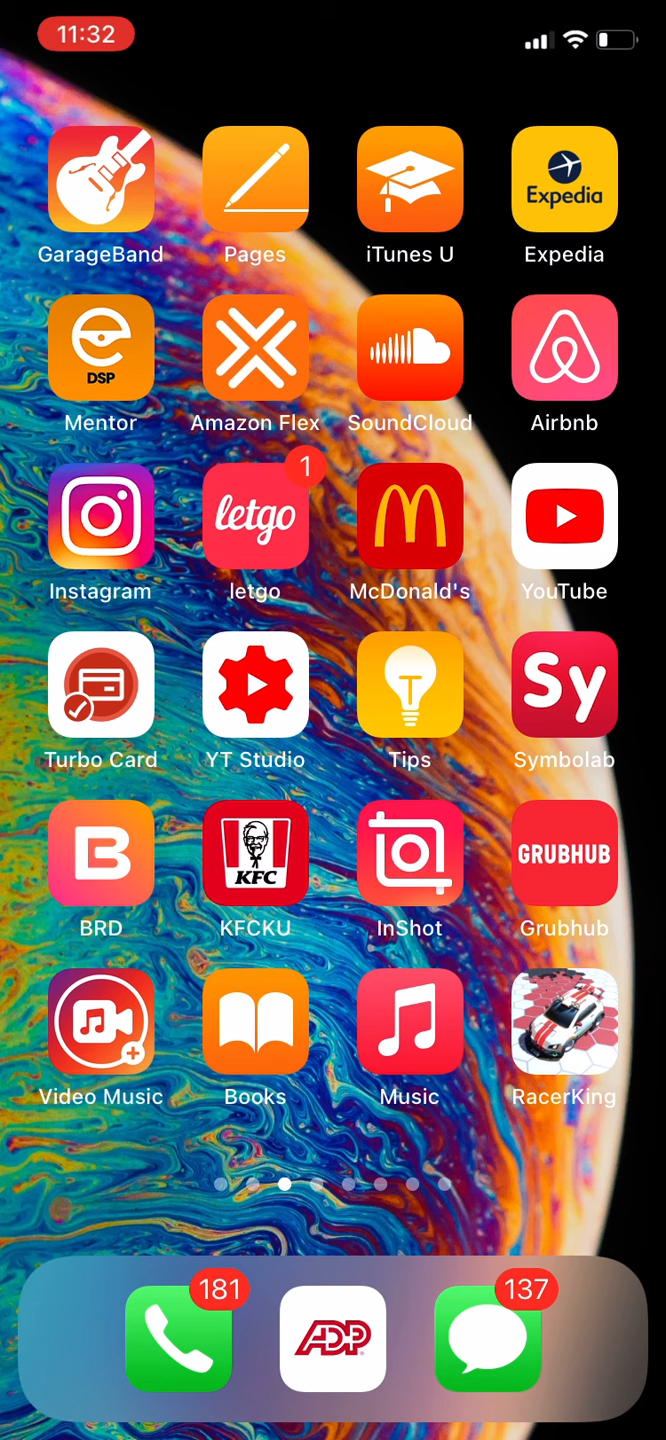 11:32
GarageBand
Pages
iTunes U
Expedia
Expedia
DSP
Mentor
Amazon Flex
SoundCloud
Airbnb
1
letgo
Instagram
letgo
McDonald's
YouTube
T
Sy
Turbo Card
YT Studio
Tips
Symbolab
B
KFC
GRUBHUB
BRD
KFCKU
InShot
Grubhub
Video Music
Books
Music
RacerKing
181
137
ADP